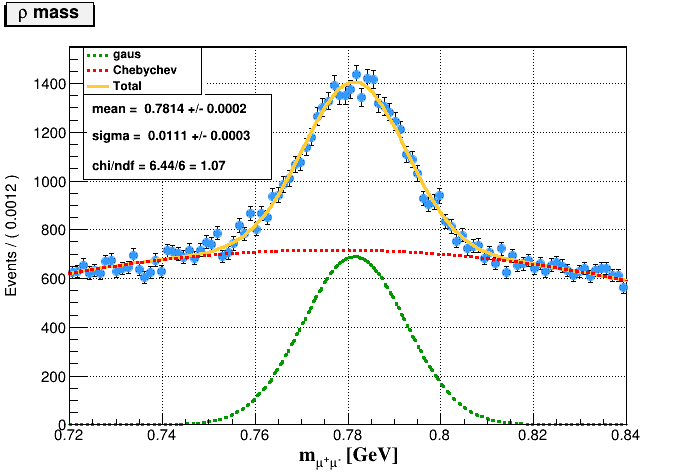 ρ mass
gaus
Chebychev
Total
mean = 0.7814 +/- 0.0002
sigma = 0.0111 +/- 0.0003
chi/ndf = 6.44/6 = 1.07
Events / ( 0.0012 )
1400
1200
1000
800
600
400
200
0
0.72 0.74 0.76 0.78 0.8 0.82 0.84
m_{μ⁺μ⁻} [GeV]